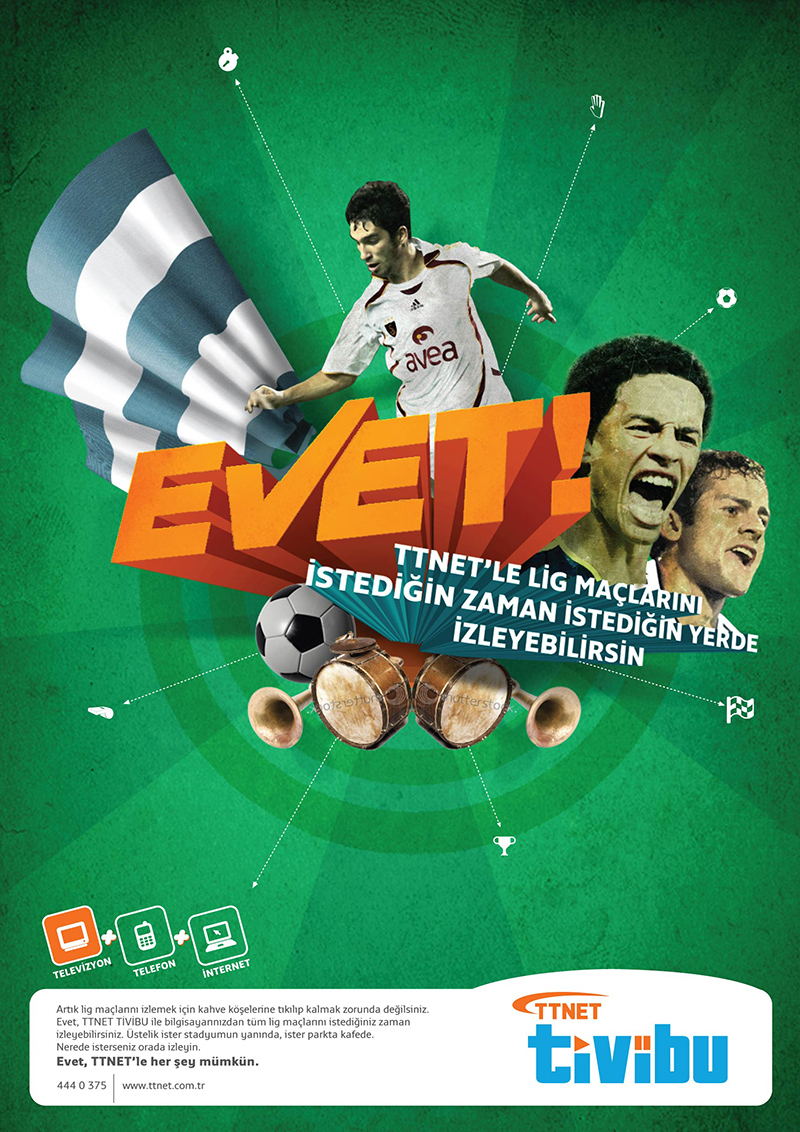 avea
EVET!
TTNET'LE LİG MAÇLARINI
İSTEDİĞİN ZAMAN İSTEDİĞİN YERDE
İZLEYEBİLİRSİN
shutterstock
TELEVİZYON
TELEFON
İNTERNET
Artık lig maçlarını izlemek için kahve köşelerine tıkılıp kalmak zorunda değilsiniz.
Evet, TTNET TİVİBU ile bilgisayarınızdan tüm lig maçlarını istediğiniz zaman
izleyebilirsiniz. Üstelik ister stadyumun yanında, ister parkta kafede.
Nerede isterseniz orada izleyin.
Evet, TTNET'le her şey mümkün.
444 0 375 www.ttnet.com.tr
TTNET
tivibu